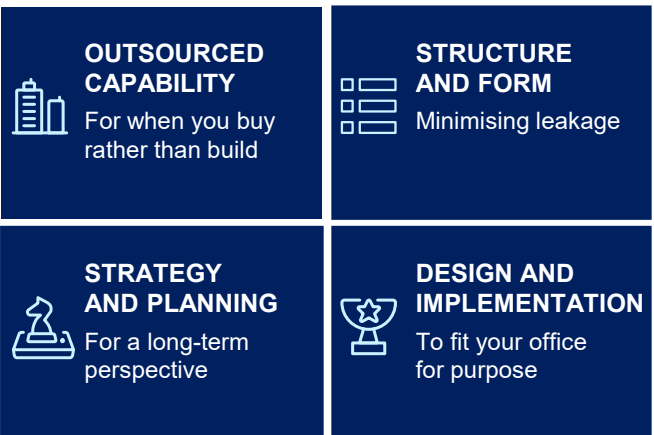 OUTSOURCED
CAPABILITY
For when you buy
rather than build
STRUCTURE
AND FORM
Minimising leakage
STRATEGY
AND PLANNING
For a long-term
perspective
DESIGN AND
IMPLEMENTATION
To fit your office
for purpose